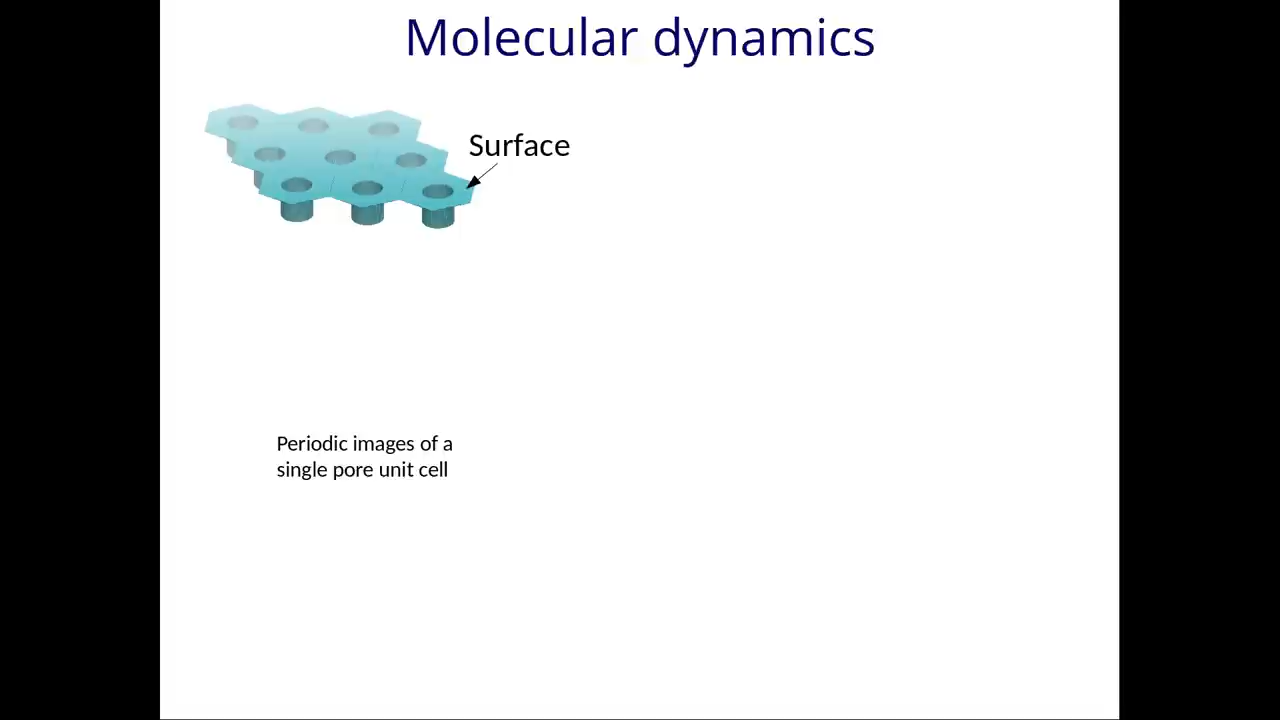 Molecular dynamics
Surface
Periodic images of a
single pore unit cell